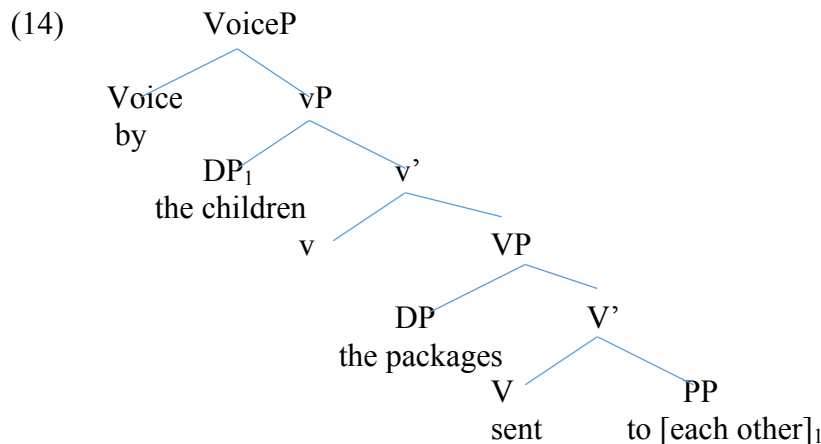 (14) VoiceP
Voice vP
by
DP₁ v’
the children
v VP
DP V’
the packages
V PP
sent to [each other]₁